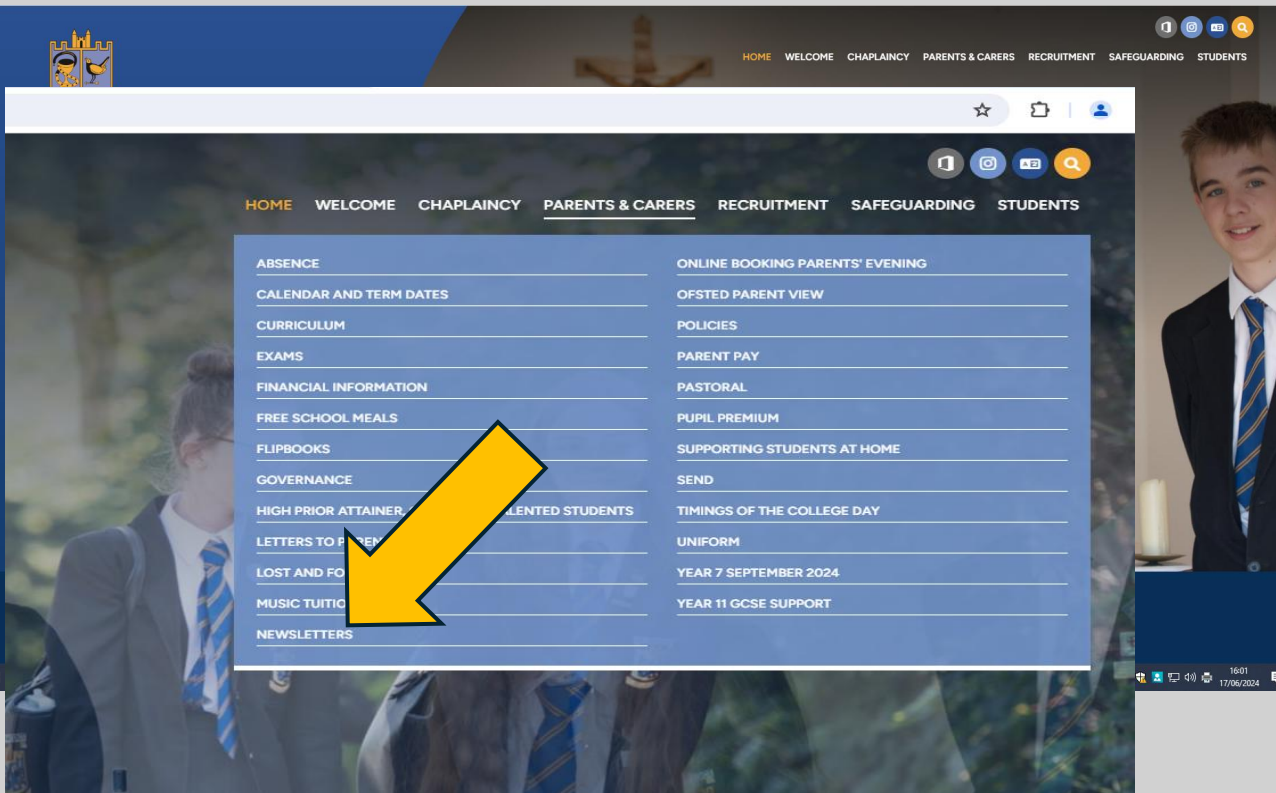 HOME WELCOME CHAPLAINCY PARENTS & CARERS RECRUITMENT SAFEGUARDING STUDENTS
HOME WELCOME CHAPLAINCY PARENTS & CARERS RECRUITMENT SAFEGUARDING STUDENTS
ABSENCE
CALENDAR AND TERM DATES
CURRICULUM
EXAMS
FINANCIAL INFORMATION
FREE SCHOOL MEALS
FLIPBOOKS
GOVERNANCE
HIGH PRIOR ATTAINER, STUDENTS
LETTERS TO
LOST AND
MUSIC
NEWSLETTERS
ONLINE BOOKING PARENTS' EVENING
OFSTED PARENT VIEW
POLICIES
PARENT PAY
PASTORAL
PUPIL PREMIUM
SUPPORTING STUDENTS AT HOME
SEND
TIMINGS OF THE COLLEGE DAY
UNIFORM
YEAR 7 SEPTEMBER 2024
YEAR 11 GCSE SUPPORT
16:01
17/06/2024